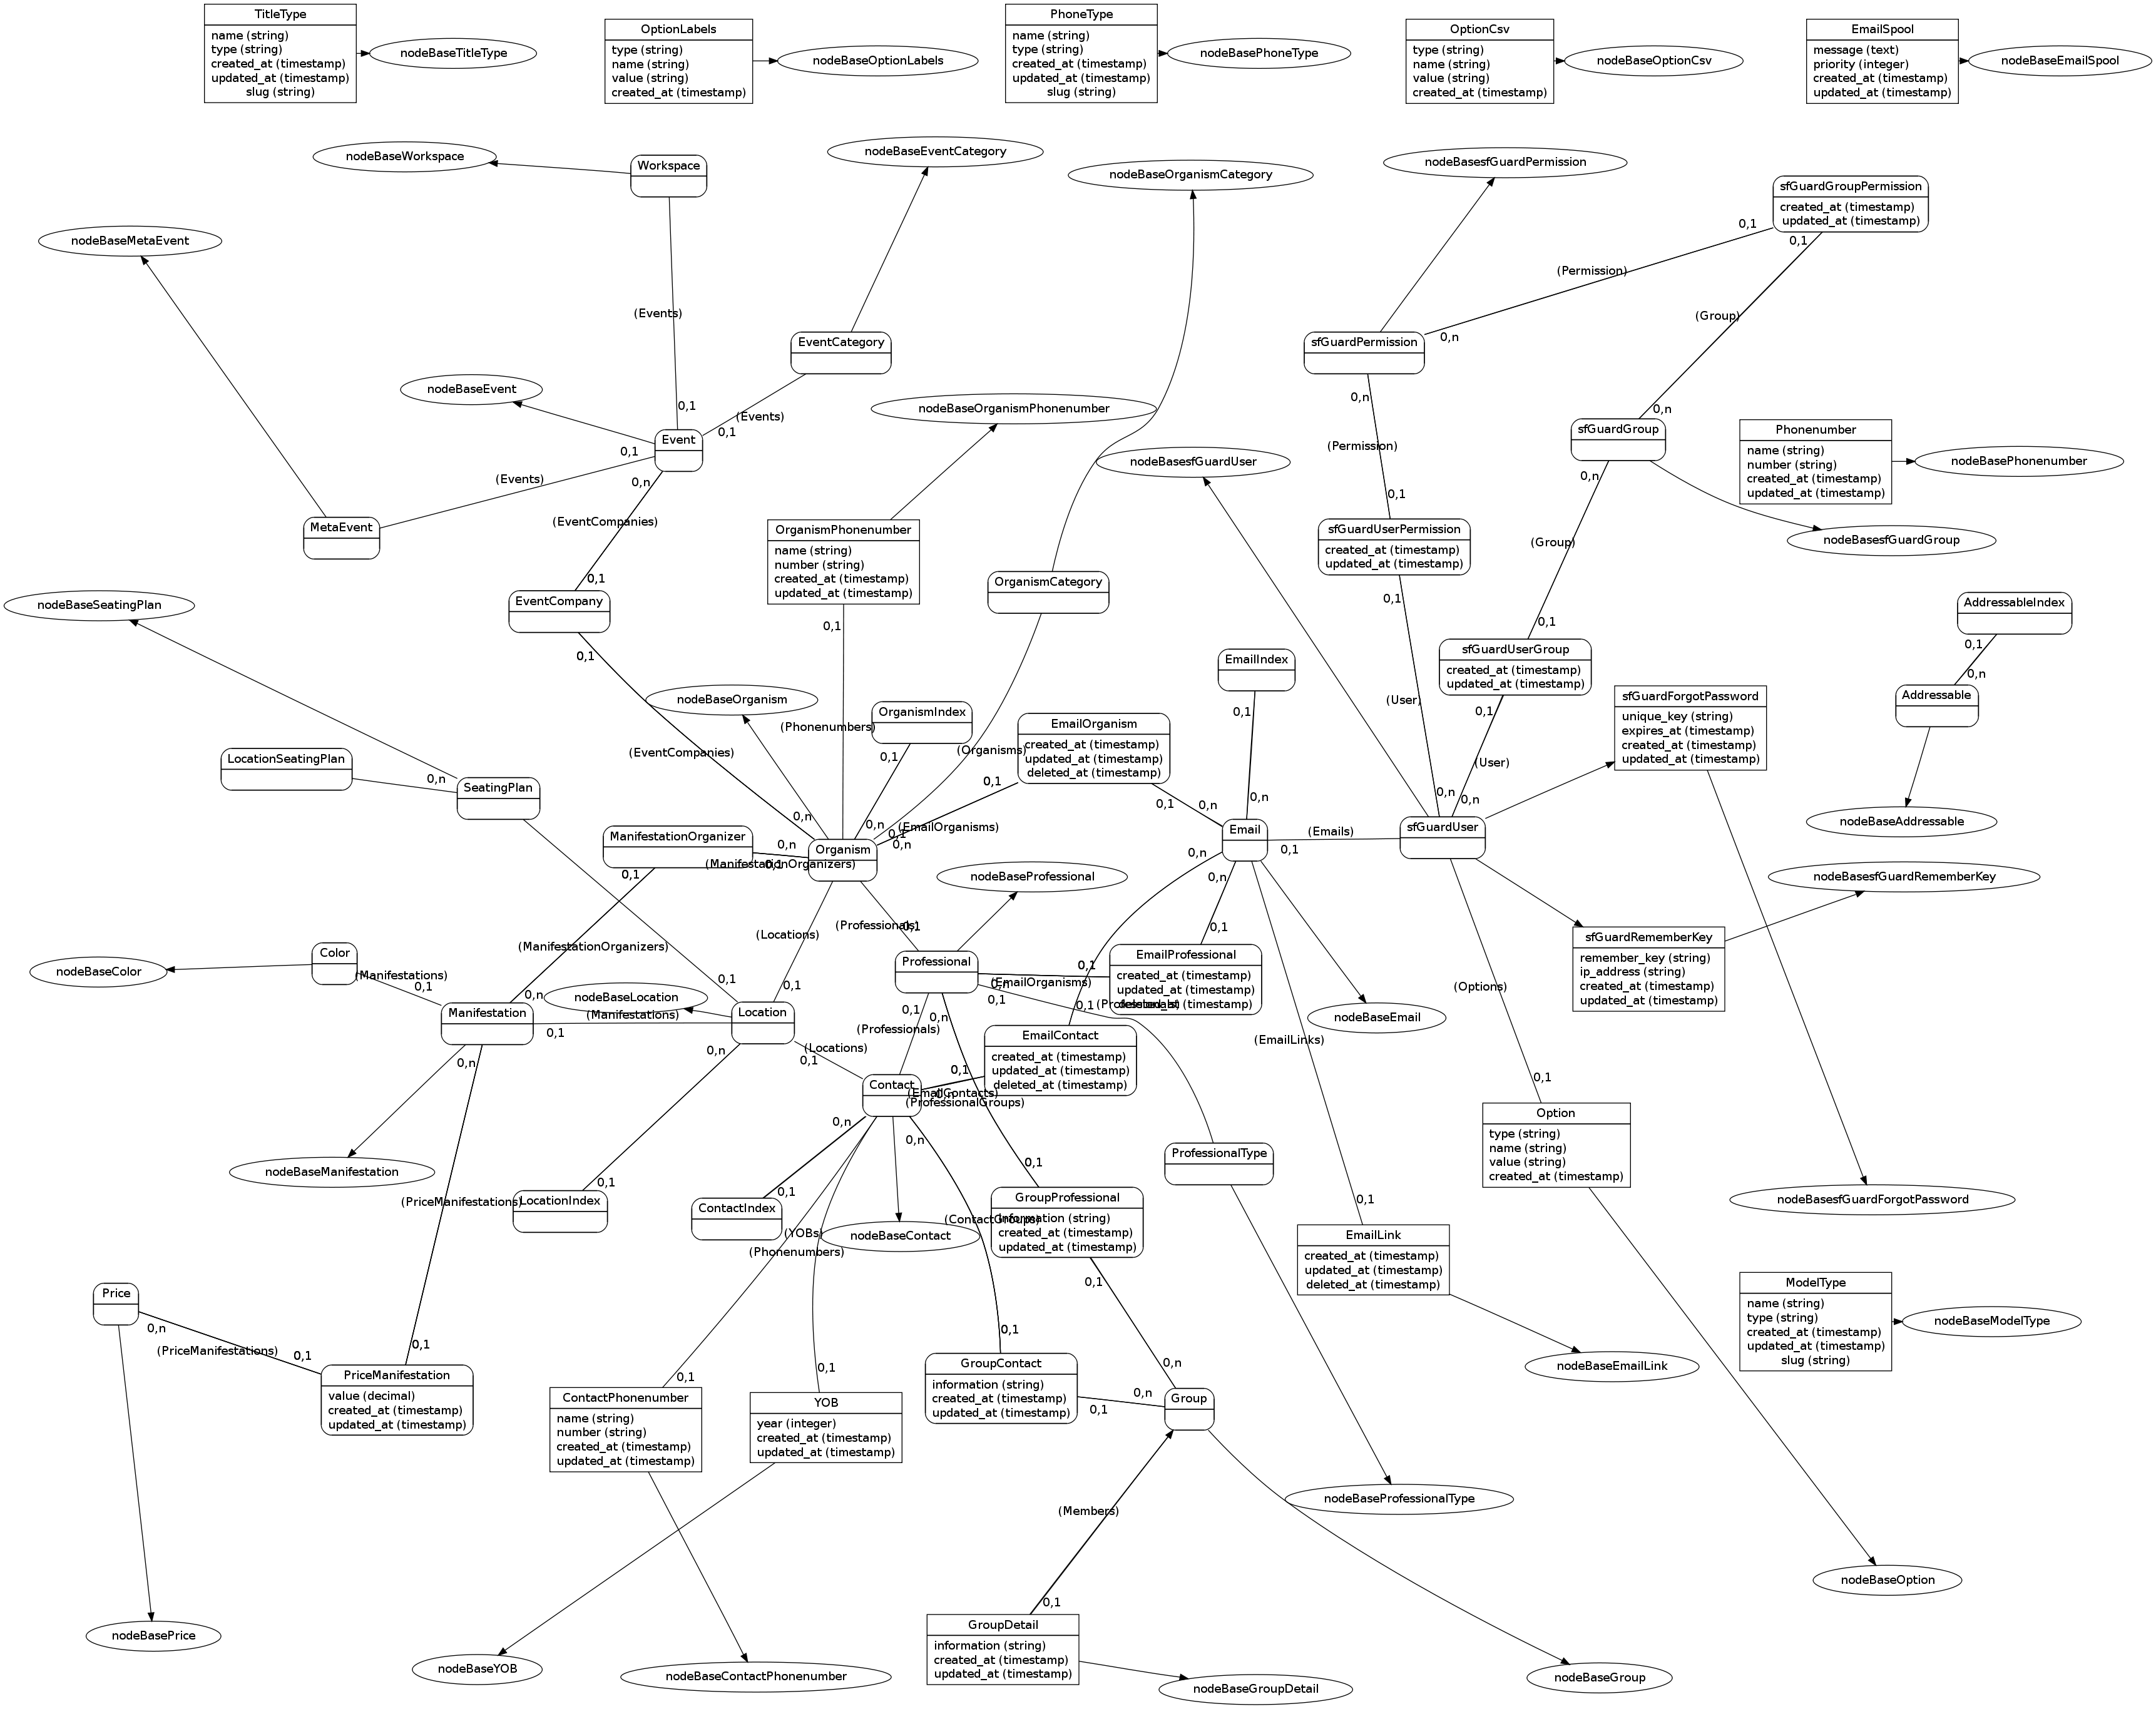 TitleType
name (string)
type (string)
created_at (timestamp)
updated_at (timestamp)
slug (string)
nodeBaseTitleType
OptionLabels
type (string)
name (string)
value (string)
created_at (timestamp)
nodeBaseOptionLabels
PhoneType
name (string)
type (string)
created_at (timestamp)
updated_at (timestamp)
slug (string)
nodeBasePhoneType
OptionCsv
type (string)
name (string)
value (string)
created_at (timestamp)
nodeBaseOptionCsv
EmailSpool
message (text)
priority (integer)
created_at (timestamp)
updated_at (timestamp)
nodeBaseEmailSpool
nodeBaseWorkspace
Workspace
nodeBaseEventCategory
nodeBaseOrganismCategory
nodeBasesfGuardPermission
sfGuardGroupPermission
created_at (timestamp)
updated_at (timestamp)
0,1
0,1
nodeBaseMetaEvent
(Permission)
(Events)
(Group)
EventCategory
sfGuardPermission
0,n
0,n
nodeBaseEvent
0,1
(Events)
0,1
nodeBaseOrganismPhonenumber
0,n
Event
0,1
0,n
sfGuardGroup
0,n
Phonenumber
name (string)
number (string)
created_at (timestamp)
updated_at (timestamp)
nodeBasePhonenumber
(Permission)
nodeBasesfGuardUser
(Events)
0,1
MetaEvent
(EventCompanies)
OrganismPhonenumber
name (string)
number (string)
created_at (timestamp)
updated_at (timestamp)
sfGuardUserPermission
created_at (timestamp)
updated_at (timestamp)
(Group)
nodeBasesfGuardGroup
0,1
nodeBaseSeatingPlan
EventCompany
OrganismCategory
0,1
0,1
0,1
0,1
AddressableIndex
0,1
0,n
EmailIndex
sfGuardUserGroup
created_at (timestamp)
updated_at (timestamp)
nodeBaseOrganism
OrganismIndex
(Phonenumbers)
(User)
0,1
0,1
sfGuardForgotPassword
unique_key (string)
expires_at (timestamp)
created_at (timestamp)
updated_at (timestamp)
Addressable
EmailOrganism
created_at (timestamp)
updated_at (timestamp)
deleted_at (timestamp)
LocationSeatingPlan
0,n
SeatingPlan
(EventCompanies)
0,1
(Organisms)
0,1
0,1
0,n
0,n
(User)
0,n
0,n
nodeBaseAddressable
ManifestationOrganizer
0,n
0,n
0,n
(EmailOrganisms)
0,1
0,n
Organism
(ManifestationOrganizers)
0,1
0,1
Email
(Emails)
0,1
sfGuardUser
0,n
0,n
nodeBaseProfessional
nodeBasesfGuardRememberKey
(ManifestationOrganizers)
(Locations)
(Professionals)
0,1
0,1
Color
nodeBaseColor
(Manifestations)
0,1
0,1
0,1
Professional
0,n
(EmailOrganisms)
0,1
0,1
EmailProfessional
created_at (timestamp)
updated_at (timestamp)
deleted_at (timestamp)
(Professionals)
sfGuardRememberKey
remember_key (string)
ip_address (string)
created_at (timestamp)
updated_at (timestamp)
(Options)
0,n
nodeBaseLocation
Manifestation
(Manifestations)
0,1
Location
0,1
0,n
0,1
(Professionals)
nodeBaseEmail
0,n
0,n
(Locations)
0,1
EmailContact
created_at (timestamp)
updated_at (timestamp)
deleted_at (timestamp)
(EmailLinks)
0,1
Contact
0,1
(EmailContacts)
0,n
(ProfessionalGroups)
Option
type (string)
name (string)
value (string)
created_at (timestamp)
0,n
0,n
ProfessionalType
nodeBaseManifestation
0,1
LocationIndex
0,1
ContactIndex
0,1
GroupProfessional
information (string)
created_at (timestamp)
updated_at (timestamp)
(ContactGroups)
0,1
nodeBasesfGuardForgotPassword
(PriceManifestations)
(YOBs)
(Phonenumbers)
nodeBaseContact
EmailLink
created_at (timestamp)
updated_at (timestamp)
deleted_at (timestamp)
Price
0,1
ModelType
name (string)
type (string)
created_at (timestamp)
updated_at (timestamp)
slug (string)
nodeBaseModelType
0,n
(PriceManifestations)
0,1
0,1
0,1
PriceManifestation
value (decimal)
created_at (timestamp)
updated_at (timestamp)
0,1
0,1
GroupContact
information (string)
created_at (timestamp)
updated_at (timestamp)
0,n
0,n
0,1
Group
nodeBaseEmailLink
ContactPhonenumber
name (string)
number (string)
created_at (timestamp)
updated_at (timestamp)
YOB
year (integer)
created_at (timestamp)
updated_at (timestamp)
(Members)
nodeBaseProfessionalType
nodeBaseOption
0,1
nodeBasePrice
GroupDetail
information (string)
created_at (timestamp)
updated_at (timestamp)
nodeBaseYOB
nodeBaseContactPhonenumber
nodeBaseGroupDetail
nodeBaseGroup